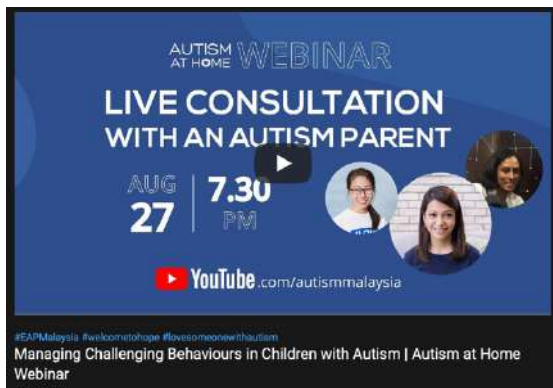 AUTISM WEBINAR
AT HOME
LIVE CONSULTATION
WITH AN AUTISM PARENT
AUG 7.30
27 PM
YouTube.com/autismmalaysia
#EAPMalaysia #welcometohope #lovesomeonewithautism
Managing Challenging Behaviours in Children with Autism | Autism at Home
Webinar